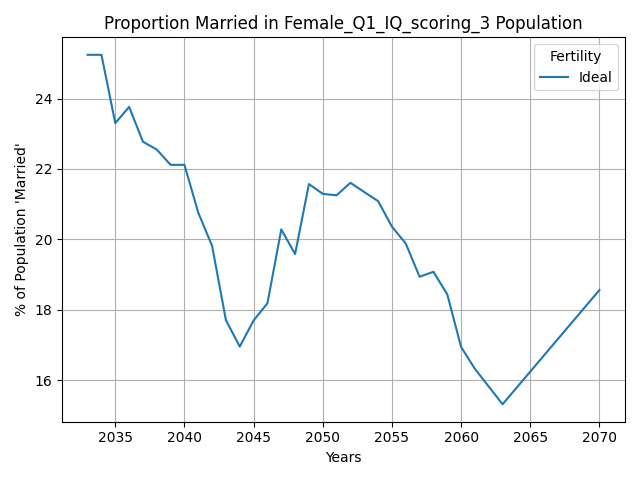 Proportion Married in Female_Q1_IQ_scoring_3 Population
Fertility
Ideal
% of Population 'Married'
24
22
20
18
16
2035 2040 2045 2050 2055 2060 2065 2070
Years